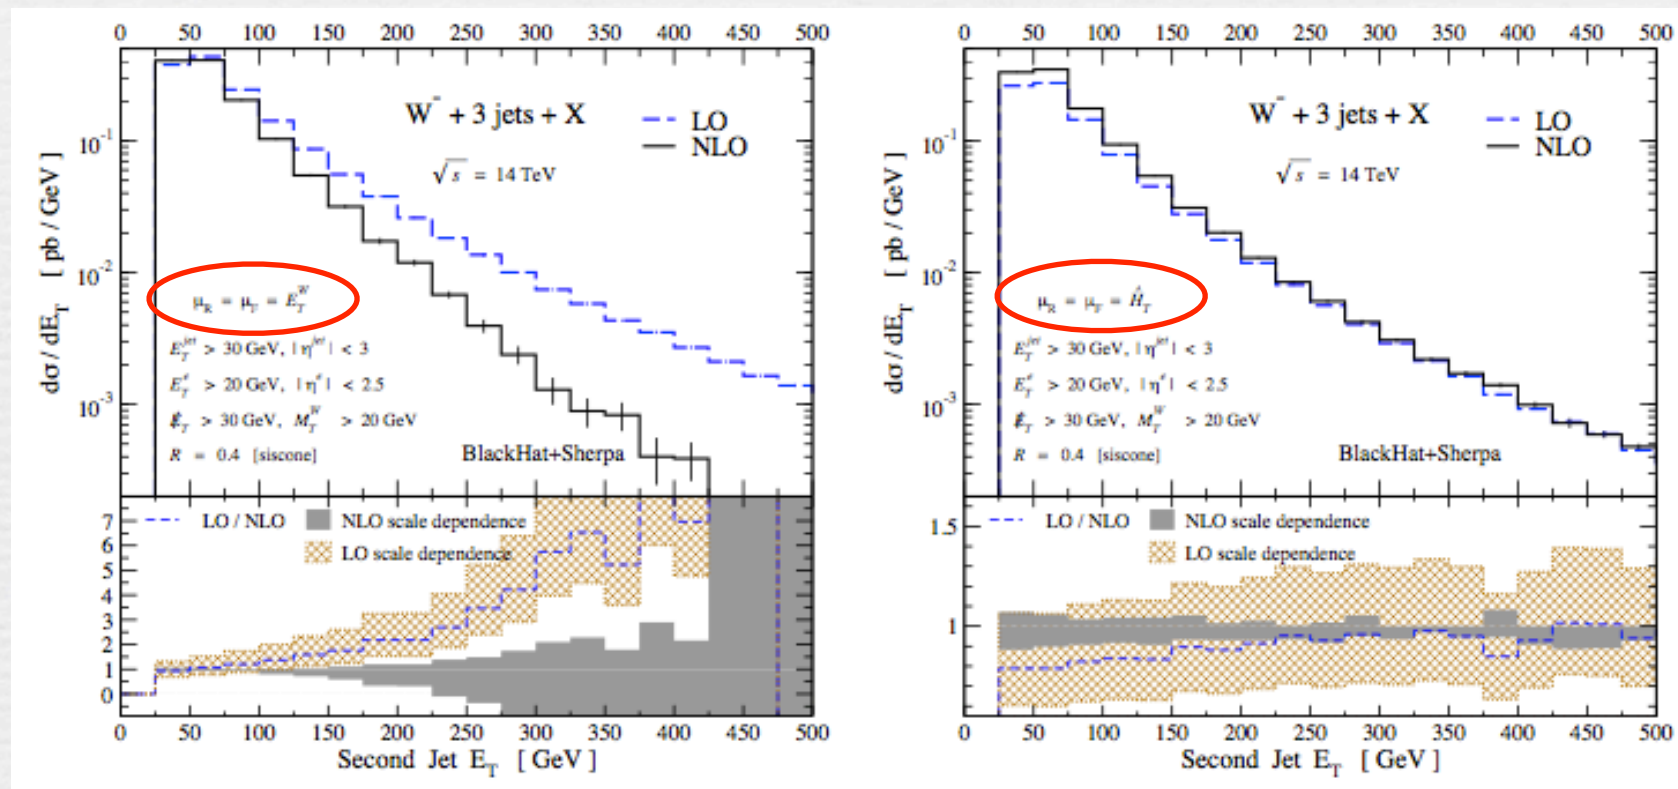 0 50 100 150 200 250 300 350 400 450 500
W⁻ + 3 jets + X
LO
NLO
√s = 14 TeV
10⁻¹
10⁻²
10⁻³
dσ / dE_T [ pb / GeV ]
μ_R = μ_F = E_T^W
E_T^jet > 30 GeV, | η^jet | < 3
E_T^e > 20 GeV, | η^e | < 2.5
E̸_T > 30 GeV, M_T^W > 20 GeV
R = 0.4 [siscone]
BlackHat+Sherpa
LO / NLO
NLO scale dependence
LO scale dependence
7
6
5
4
3
2
1
0
0 50 100 150 200 250 300 350 400 450 500
Second Jet E_T [ GeV ]
0 50 100 150 200 250 300 350 400 450 500
W⁻ + 3 jets + X
LO
NLO
√s = 14 TeV
10⁻¹
10⁻²
10⁻³
dσ / dE_T [ pb / GeV ]
μ_R = μ_F = Ĥ_T
E_T^jet > 30 GeV, | η^jet | < 3
E_T^e > 20 GeV, | η^e | < 2.5
E̸_T > 30 GeV, M_T^W > 20 GeV
R = 0.4 [siscone]
BlackHat+Sherpa
LO / NLO
NLO scale dependence
LO scale dependence
1.5
1
0 50 100 150 200 250 300 350 400 450 500
Second Jet E_T [ GeV ]